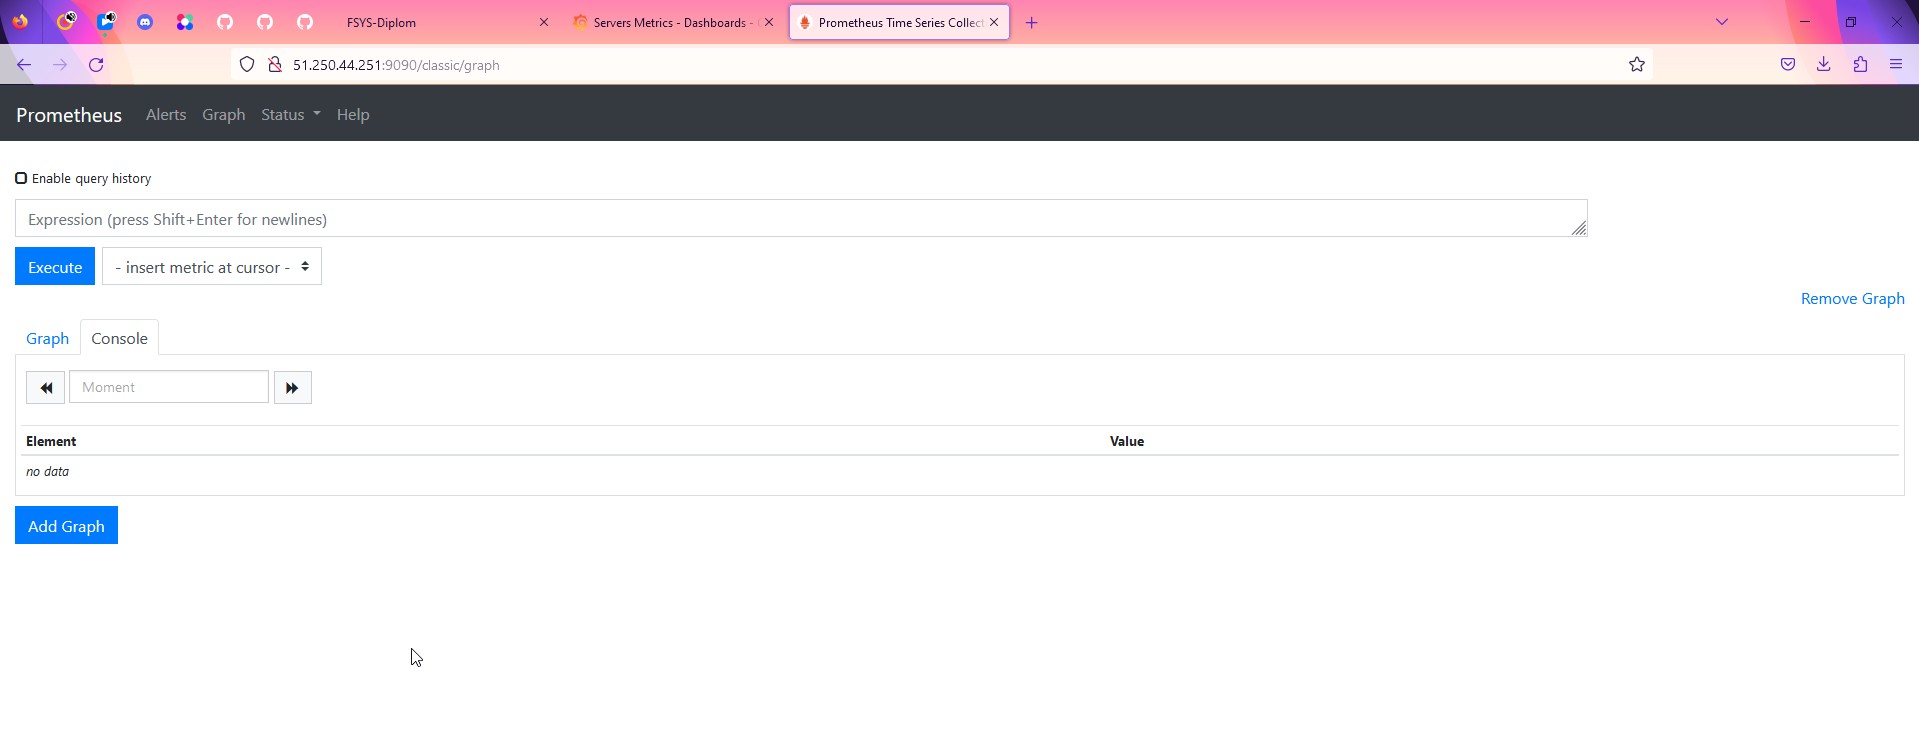 FSYS-Diplom
Servers Metrics - Dashboards -
Prometheus Time Series Collect
51.250.44.251:9090/classic/graph
Prometheus Alerts Graph Status Help
Enable query history
Expression (press Shift+Enter for newlines)
Execute - insert metric at cursor -
Remove Graph
Graph Console
Moment
Element Value
no data
Add Graph